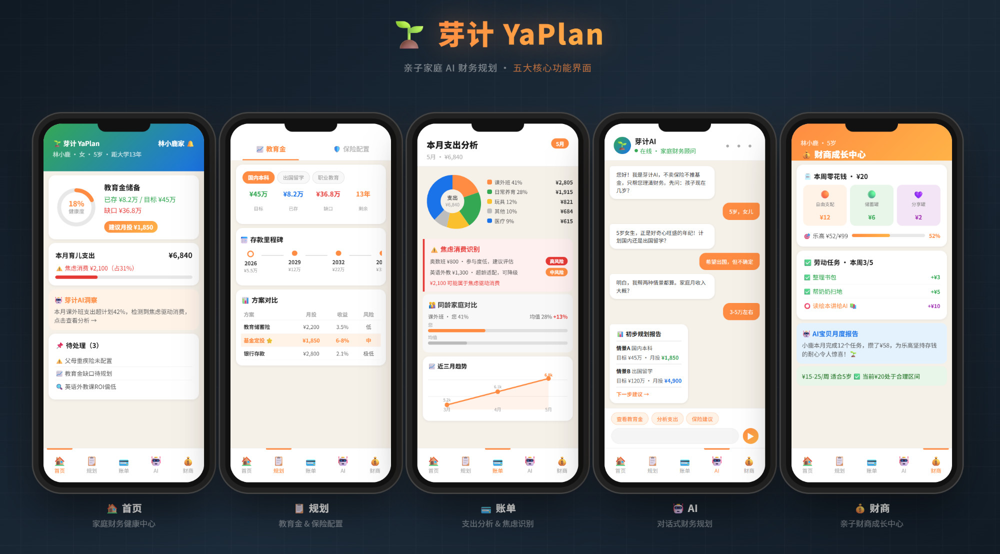 芽计 YaPlan
亲子家庭 AI 财务规划 · 五大核心功能界面
芽计 YaPlan
林小鹿家
林小鹿 · 女 · 5岁 · 距大学13年
18%
健康度
教育金储备
已存 ¥8.2万 / 目标 ¥45万
缺口 ¥36.8万
建议月投 ¥1,850
本月育儿支出
¥6,840
焦虑消费 ¥2,100（占31%）
芽计AI洞察
本月课外班支出超计划42%，检测到焦虑驱动消费，
点击查看分析 →
待处理（3）
父母重疾险未配置
教育金缺口待规划
英语外教课ROI偏低
首页
规划
账单
AI
财商
教育金
保险配置
国内本科
出国留学
职业教育
¥45万
¥8.2万
¥36.8万
13年
目标
已存
缺口
剩余
存款里程碑
2026
2029
2032
20
¥5.5万
¥12万
¥22万
方案对比
方案 月投 收益 风险
教育储蓄险 ¥2,200 3.5% 低
基金定投 ¥1,850 6-8% 中
银行存款 ¥2,800 2.1% 极低
首页
规划
账单
AI
财商
本月支出分析
5月
5月 · ¥6,840
支出
¥6,840
课外班 41% ¥2,805
日常养育 28% ¥1,915
玩具 12% ¥821
其他 10% ¥684
医疗 9% ¥615
焦虑消费识别
奥数班 ¥800 · 参与度低，建议评估
高风险
英语外教 ¥1,300 · 超龄适配，可降级
中风险
¥2,100 可能属于焦虑驱动消费
同龄家庭对比
课外班 · 您 41%
均值 28% +13%
您
均值
近三月趋势
5.2k
6.1k
6.8k
3月
4月
5月
首页
规划
账单
AI
财商
芽计AI
在线 · 家庭财务顾问
您好！我是芽计AI，不卖保险不推基
金，只帮您理清财务。先问：孩子现在
几岁？
5岁，女儿
5岁女生，正是好奇心旺盛的年纪！计
划国内还是出国留学？
希望出国，但不确定
明白，我帮两种情景都算。家庭月收入
大概？
3-5万左右
初步规划报告
情景A 国内本科
目标 ¥45万 · 月投 ¥1,850
情景B 出国留学
目标 ¥120万 · 月投 ¥4,900
下一步建议 →
查看教育金
分析支出
保险建议
首页
规划
账单
AI
财商
林小鹿 · 5岁
财商成长中心
本周零花钱 · ¥20
自由支配
储蓄罐
分享罐
¥12
¥6
¥2
乐高 ¥52/¥99
52%
劳动任务 · 本周3/5
整理书包
+¥3
帮奶奶扫地
+¥5
读绘本讲给AI
+¥10
AI宝贝月度报告
小鹿本月完成12个任务，攒了¥58，为乐高坚持存钱
的耐心令人惊喜！
¥15-25/周 适合5岁 ✅ 当前¥20处于合理区间
首页
规划
账单
AI
财商
首页
家庭财务健康中心
规划
教育金 & 保险配置
账单
支出分析 & 焦虑识别
AI
对话式财务规划
财商
亲子财商成长中心